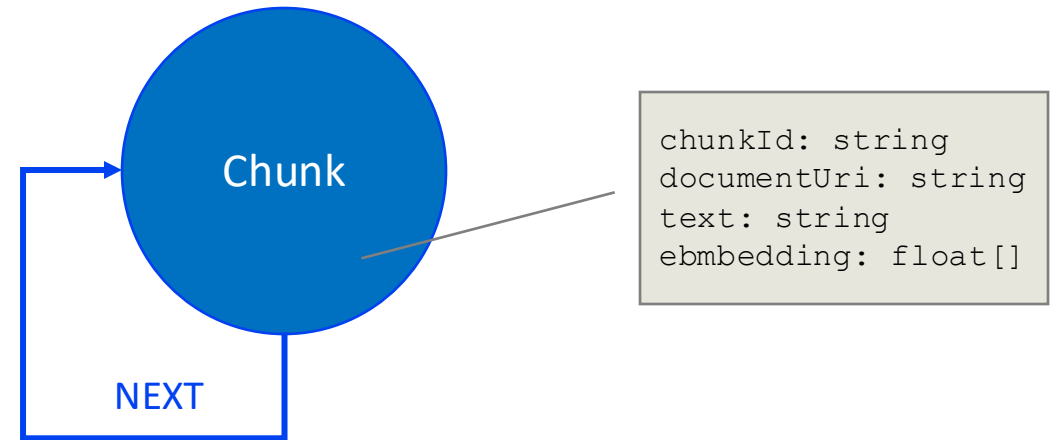 Chunk
chunkId: string
documentUri: string
text: string
ebmbedding: float[]
NEXT